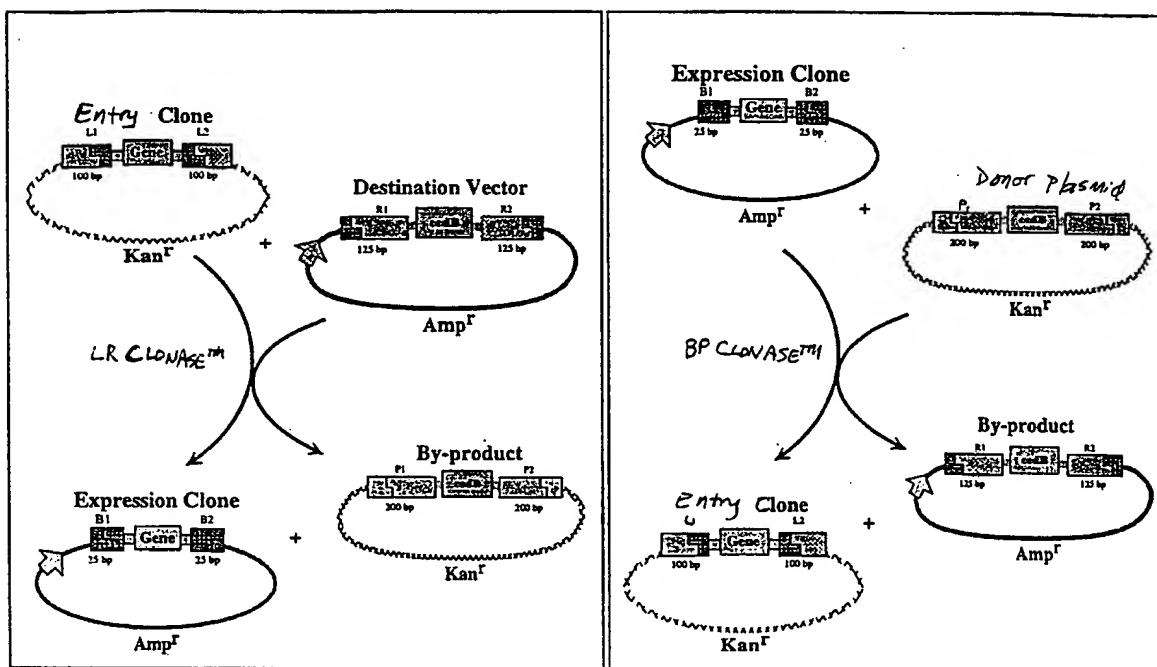 Entry Clone
L1 L2
Gene
100 bp 100 bp
Kanr
+
Destination Vector
R1 R2
ccdB
125 bp 125 bp
Ampr
LR CLONASE™
Expression Clone
B1 B2
Gene
25 bp 25 bp
Ampr
+
By-product
P1 P2
ccdB
200 bp 200 bp
Kanr
Expression Clone
B1 B2
Gene
25 bp 25 bp
Ampr
+
Donor Plasmid
P1 P2
ccdB
200 bp 200 bp
Kanr
BP CLONASE™
Entry Clone
L2
Gene
100 bp 100 bp
Kanr
+
By-product
R1 R2
ccdB
125 bp 125 bp
Ampr